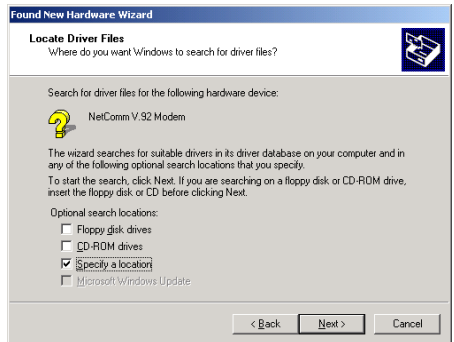 Found New Hardware Wizard
Locate Driver Files
Where do you want Windows to search for driver files?
Search for driver files for the following hardware device:
NetComm V.92 Modem
The wizard searches for suitable drivers in its driver database on your computer and in
any of the following optional search locations that you specify.
To start the search, click Next. If you are searching on a floppy disk or CD-ROM drive,
insert the floppy disk or CD before clicking Next.
Optional search locations:
Floppy disk drives
CD-ROM drives
Specify a location
Microsoft Windows Update
< Back Next > Cancel